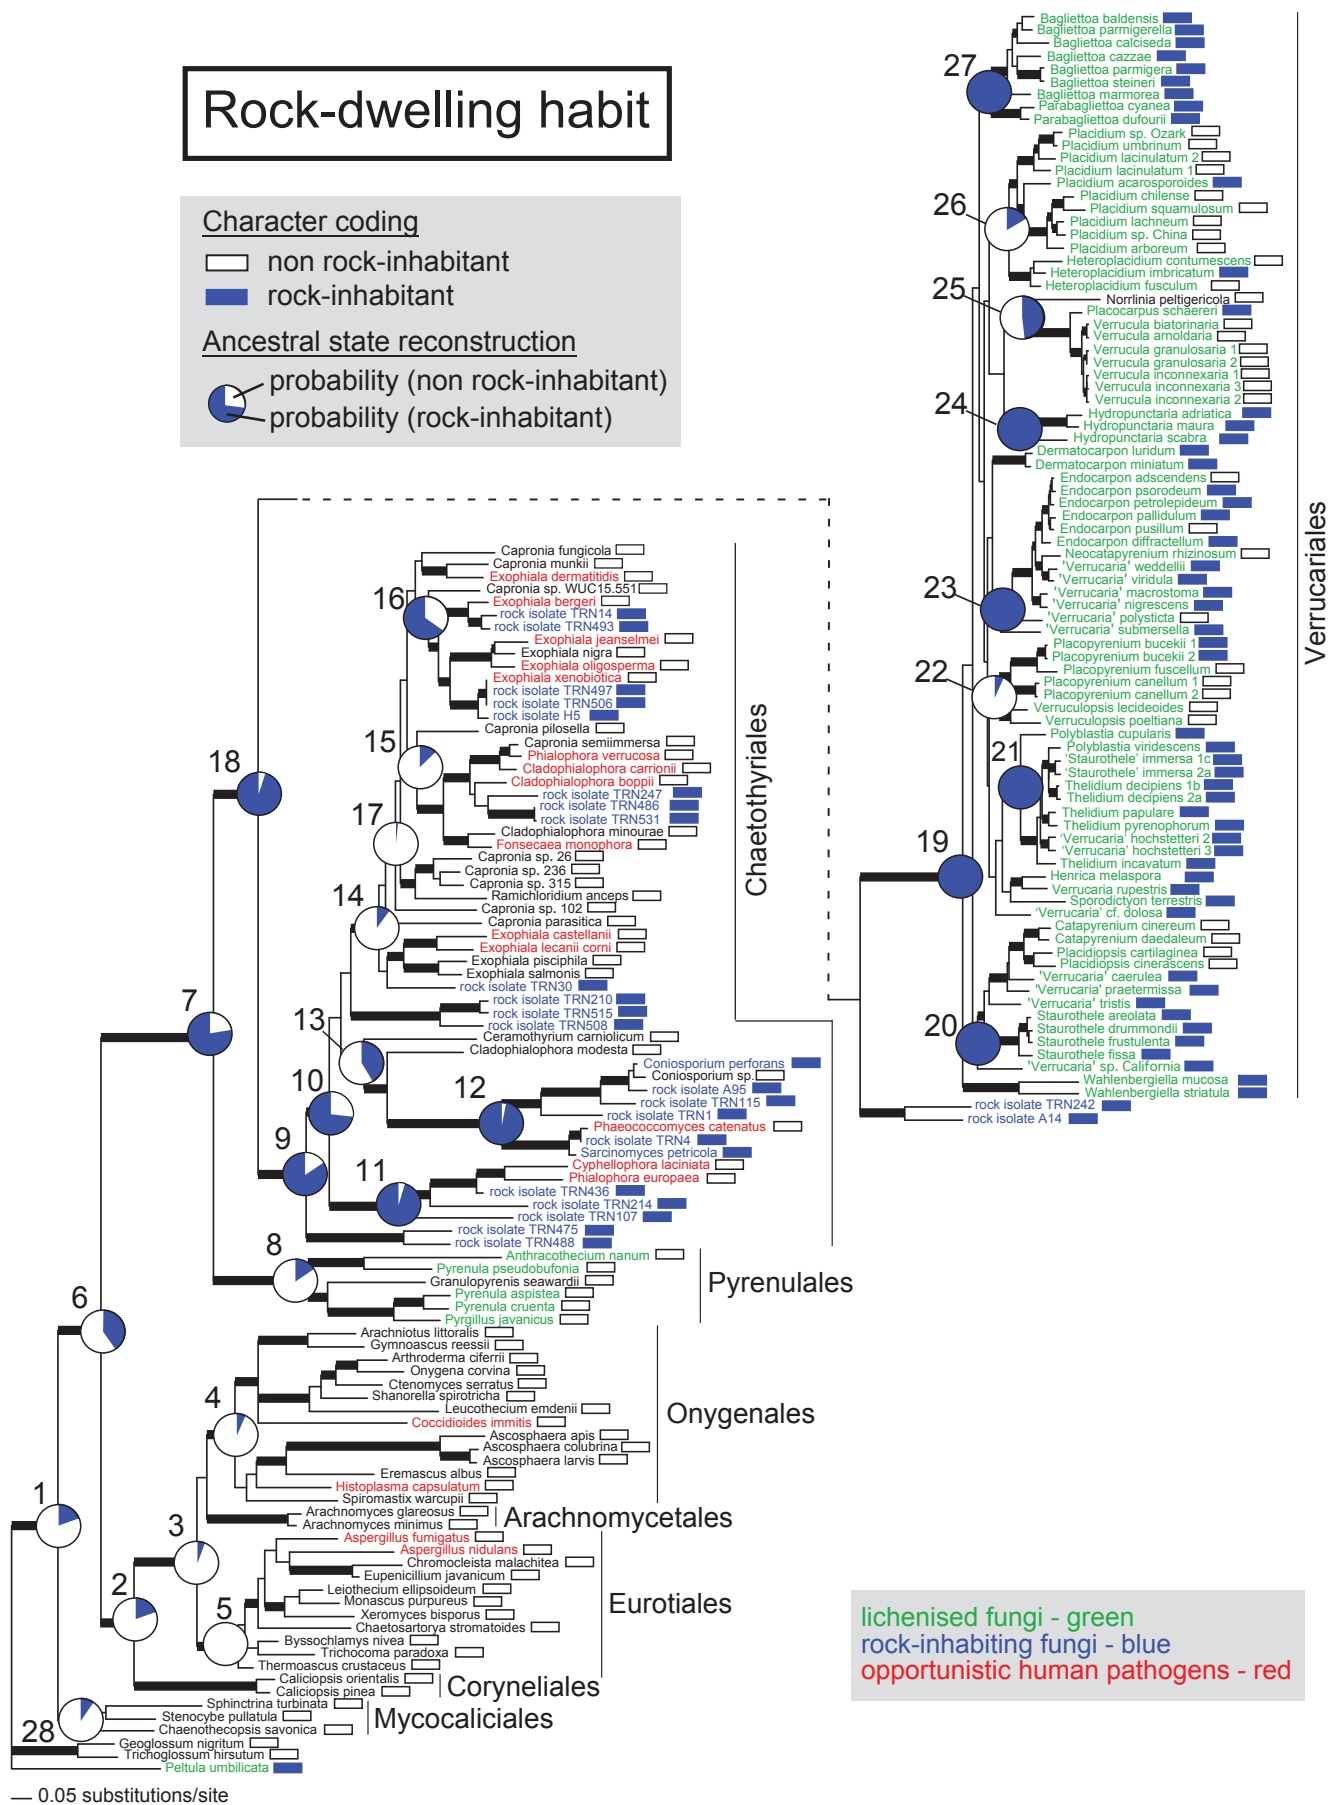 Rock-dwelling habit
Character coding
non rock-inhabitant
rock-inhabitant
Ancestral state reconstruction
probability (non rock-inhabitant)
probability (rock-inhabitant)
Capronia fungicola
Capronia munkii
Exophiala dermatitidis
Capronia sp. WUC15.551
16
Exophiala bergeri
rock isolate TRN14
rock isolate TRN493
Exophiala jeanselmei
Exophiala nigra
Exophiala oligosperma
Exophiala xenobiotica
rock isolate TRN497
rock isolate TRN506
rock isolate H5
Capronia pilosella
15
Capronia semiimmersa
Phialophora verrucosa
18
Cladophialophora carrionii
Cladophialophora boppii
rock isolate TRN247
rock isolate TRN486
17
rock isolate TRN531
Cladophialophora minourae
Fonsecaea monophora
Capronia sp. 26
Capronia sp. 236
Capronia sp. 315
14
Ramichloridium anceps
Capronia sp. 102
Capronia parasitica
Exophiala castellanii
Exophiala lecanii corni
Exophiala pisciphila
Exophiala salmonis
rock isolate TRN30
7
rock isolate TRN210
rock isolate TRN515
13
rock isolate TRN508
Chaetothyriales
Ceramothyrium carniolicum
Cladophialophora modesta
Coniosporium perforans
Coniosporium sp.
10
12
rock isolate A95
rock isolate TRN115
rock isolate TRN1
Phaeococcomyces catenatus
9
rock isolate TRN4
Sarcinomyces petricola
Cyphellophora laciniata
11
Phialophora europaea
rock isolate TRN436
rock isolate TRN214
rock isolate TRN107
rock isolate TRN475
rock isolate TRN488
8
Anthracothecium nanum
Pyrenula pseudobufonia
Granulopyrenis seawardii
Pyrenula aspistea
Pyrenula cruenta
Pyrgillus javanicus
Pyrenulales
6
Arachniotus littoralis
Gymnoascus reessii
Arthroderma ciferrii
Onygena corvina
Ctenomyces serratus
4
Shanorella spirotricha
Leucothecium emdenii
Coccidioides immitis
Onygenales
Ascosphaera apis
Ascosphaera colubrina
Ascosphaera larvis
Eremascus albus
Histoplasma capsulatum
1
Spiromastix warcupii
Arachnomyces glareosus
Arachnomyces minimus
Arachnomycetales
3
Aspergillus fumigatus
Aspergillus nidulans
Chromocleista malachitea
Eupenicillium javanicum
2
Leiothecium ellipsoideum
Monascus purpureus
5
Xeromyces bisporus
Chaetosartorya stromatoides
Eurotiales
Byssochlamys nivea
Trichocoma paradoxa
Thermoascus crustaceus
Caliciopsis orientalis
Caliciopsis pinea
Coryneliales
Sphinctrina turbinata
Stenocybe pullatula
Chaenothecopsis savonica
Mycocaliciales
28
Geoglossum nigritum
Trichoglossum hirsutum
Peltula umbilicata
0.05 substitutions/site
Bagliettoa baldensis
Bagliettoa parmigerella
Bagliettoa calciseda
Bagliettoa cazzae
27
Bagliettoa parmigera
Bagliettoa steineri
Bagliettoa marmorea
Parabagliettoa cyanea
Parabagliettoa dufourii
Placidium sp. Ozark
Placidium umbrinum
Placidium lacinulatum 2
Placidium lacinulatum 1
Placidium acarosporoides
Placidium chilense
26
Placidium squamulosum
Placidium lachneum
Placidium sp. China
Placidium arboreum
Heteroplacidium contumescens
Heteroplacidium imbricatum
Heteroplacidium fusculum
25
Norrlinia peltigericola
Placocarpus schaereri
Verrucula biatorinaria
Verrucula arnoldaria
Verrucula granulosaria 1
Verrucula granulosaria 2
Verrucula inconnexaria 1
Verrucula inconnexaria 3
Verrucula inconnexaria 2
24
Hydropunctaria adriatica
Hydropunctaria maura
Hydropunctaria scabra
Dermatocarpon luridum
Dermatocarpon miniatum
Endocarpon adscendens
Endocarpon psorodeum
Endocarpon petrolepideum
Endocarpon pallidulum
Endocarpon pusillum
Endocarpon diffractellum
Neocatapyrenium rhizinosum
'Verrucaria' weddellii
'Verrucaria' viridula
23
'Verrucaria' macrostoma
'Verrucaria' nigrescens
'Verrucaria' polysticta
'Verrucaria' submersella
Placopyrenium bucekii 1
Placopyrenium bucekii 2
22
Placopyrenium fuscellum
Placopyrenium canellum 1
Placopyrenium canellum 2
Verruculopsis lecideoides
Verruculopsis poeltiana
Polyblastia cupularis
21
Polyblastia viridescens
'Staurothele' immersa 1c
'Staurothele' immersa 2a
Thelidium decipiens 1b
Thelidium decipiens 2a
Thelidium papulare
Thelidium pyrenophorum
19
'Verrucaria' hochstetteri 2
'Verrucaria' hochstetteri 3
Thelidium incavatum
Henrica melaspora
Verrucaria rupestris
Sporodictyon terrestris
'Verrucaria' cf. dolosa
Catapyrenium cinereum
Catapyrenium daedaleum
Placidiopsis cartilaginea
Placidiopsis cinerascens
'Verrucaria' caerulea
'Verrucaria' praetermissa
'Verrucaria' tristis
20
Staurothele areolata
Staurothele drummondii
Staurothele frustulenta
Staurothele fissa
'Verrucaria' sp. California
Wahlenbergiella mucosa
Wahlenbergiella striatula
Verrucariales
rock isolate TRN242
rock isolate A14
lichenised fungi - green
rock-inhabiting fungi - blue
opportunistic human pathogens - red